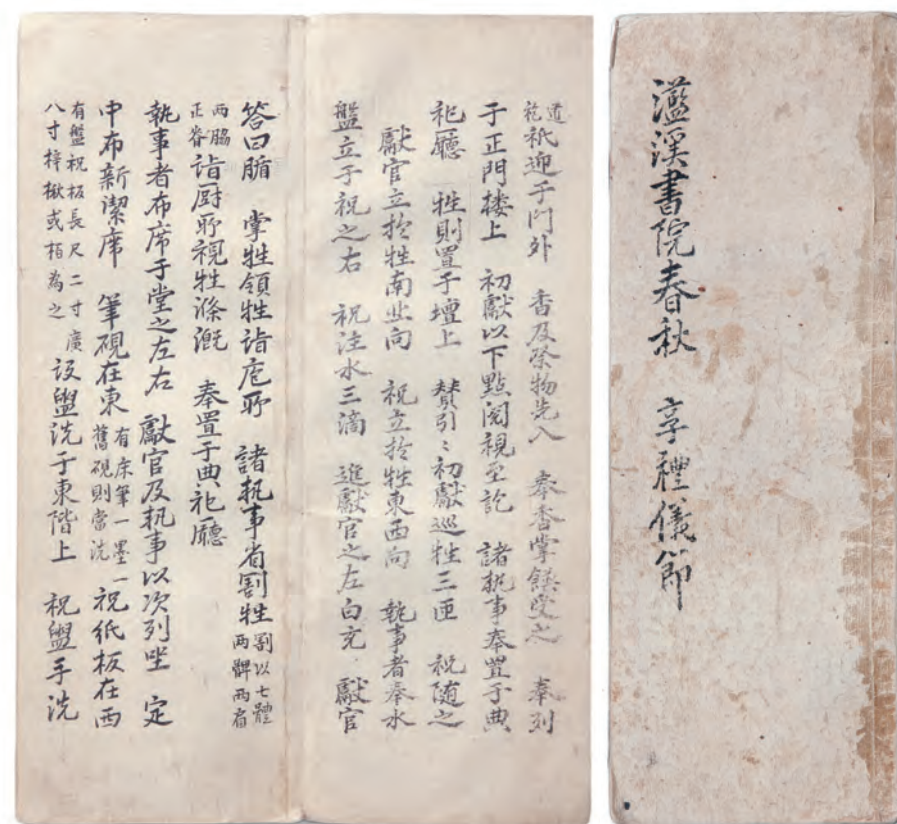 灆溪書院春秋 享禮儀節
道
袍祇迎于門外 香及祭物先入 奉香掌饌受之 奉列
于正門樓上 初獻以下點閱視至訖 諸執事奉置于典
祀廳 牲則置于壇上 賛引〻初獻巡牲三匝 祝随之
獻官立於牲南北向 祝立於牲東西向 執事者奉水
盤立于祝之右 祝注水三滴 進獻官之左白充 獻官
答曰腯 掌牲領牲詣庖所 諸執事省割牲 割以七體
兩髀兩肩
兩脇
正脊 詣厨所視牲滌漑 奉置于典祀廳
執事者布席于堂之左右 獻官及執事以次列坐 定
中布新潔席 筆硯在東 有床筆一墨一
舊硯則當洗 祝紙板在西
有盤祝板長尺二寸廣
八寸梓楸或栢為之 設盥洗于東階上 祝盥手洗